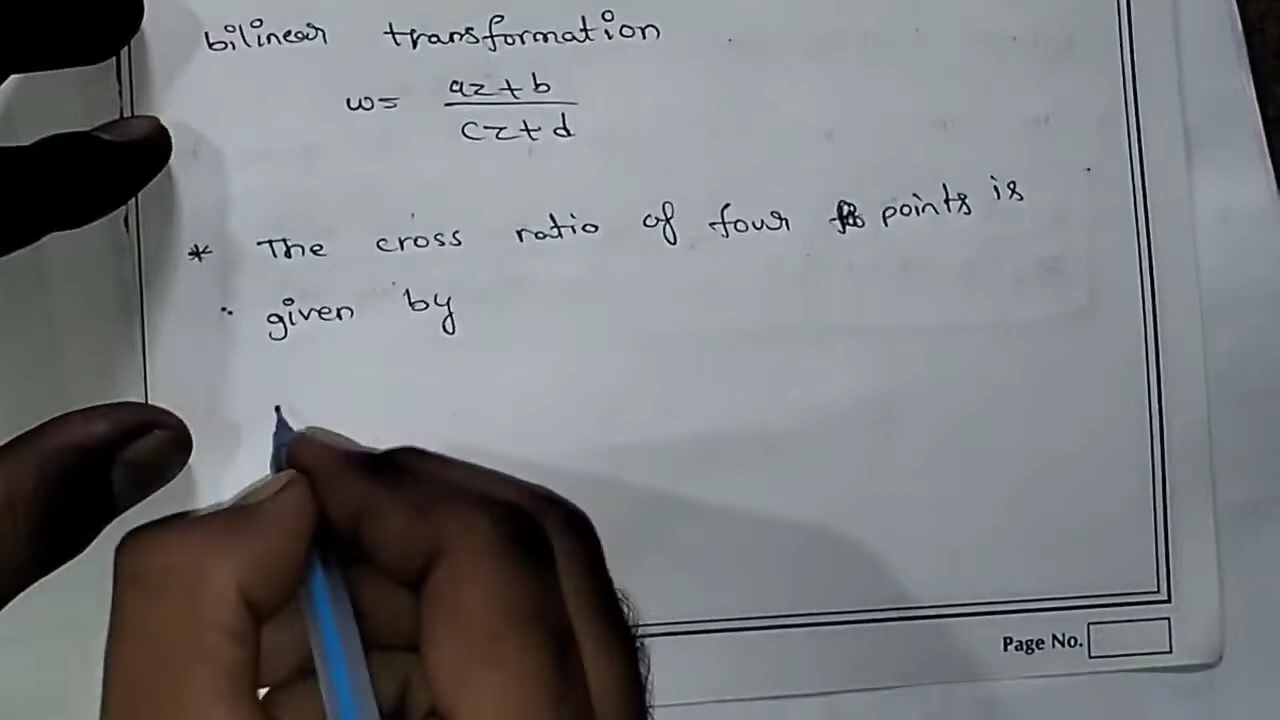 bilinear transformation
w= az+b
cz+d
* The cross ratio of four points is
given by
Page No.